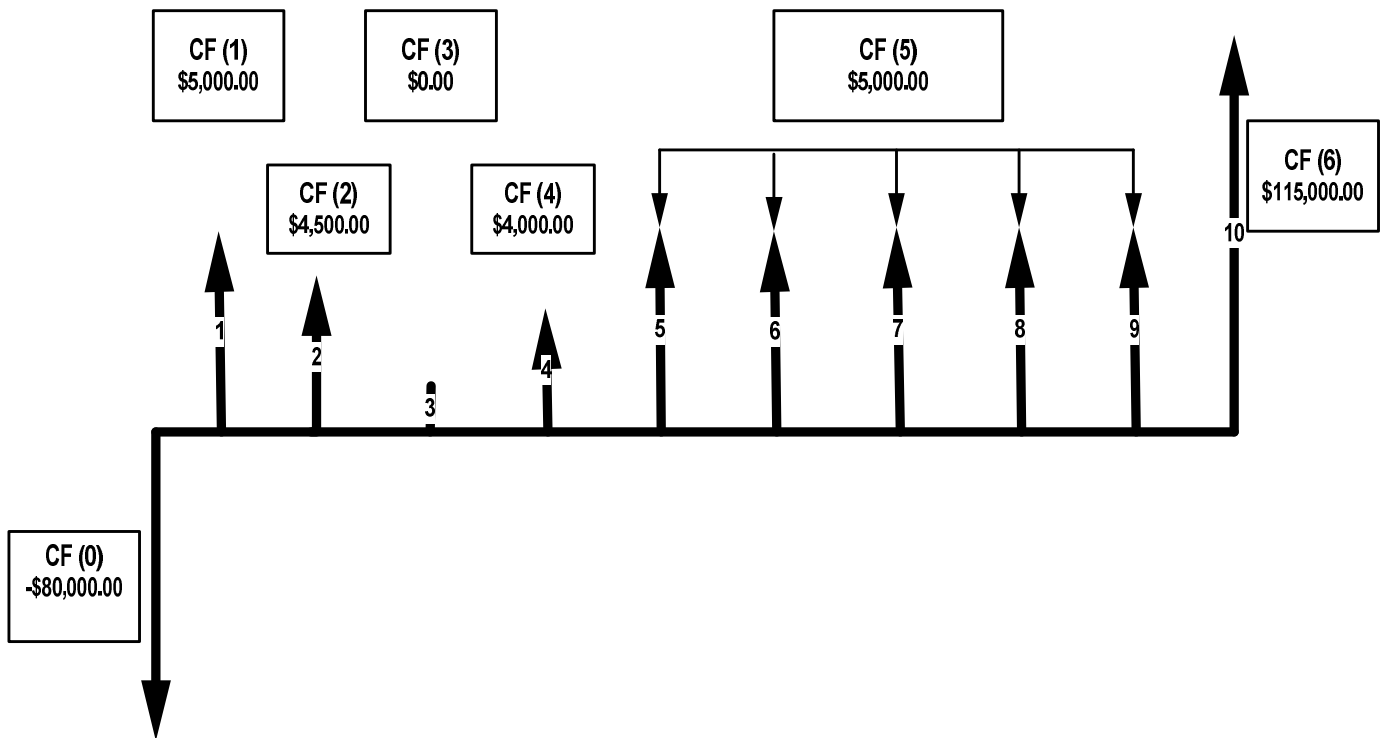 CF (1)
$5,000.00
CF (3)
$0.00
CF (5)
$5,000.00
CF (2)
$4,500.00
CF (4)
$4,000.00
CF (6)
$115,000.00
10
1
2
3
4
5
6
7
8
9
CF (0)
-$80,000.00